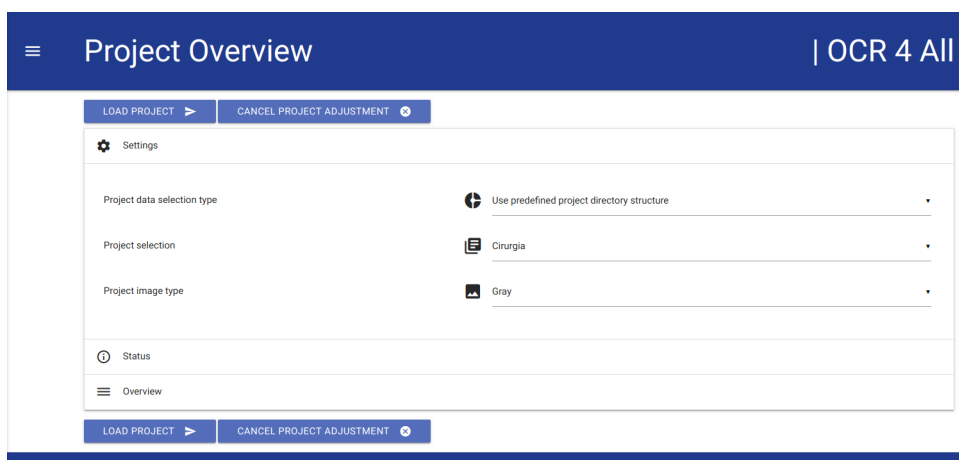 Project Overview | OCR 4 All
LOAD PROJECT CANCEL PROJECT ADJUSTMENT
Settings
Project data selection type Use predefined project directory structure
Project selection Cirurgia
Project image type Gray
Status
Overview
LOAD PROJECT CANCEL PROJECT ADJUSTMENT